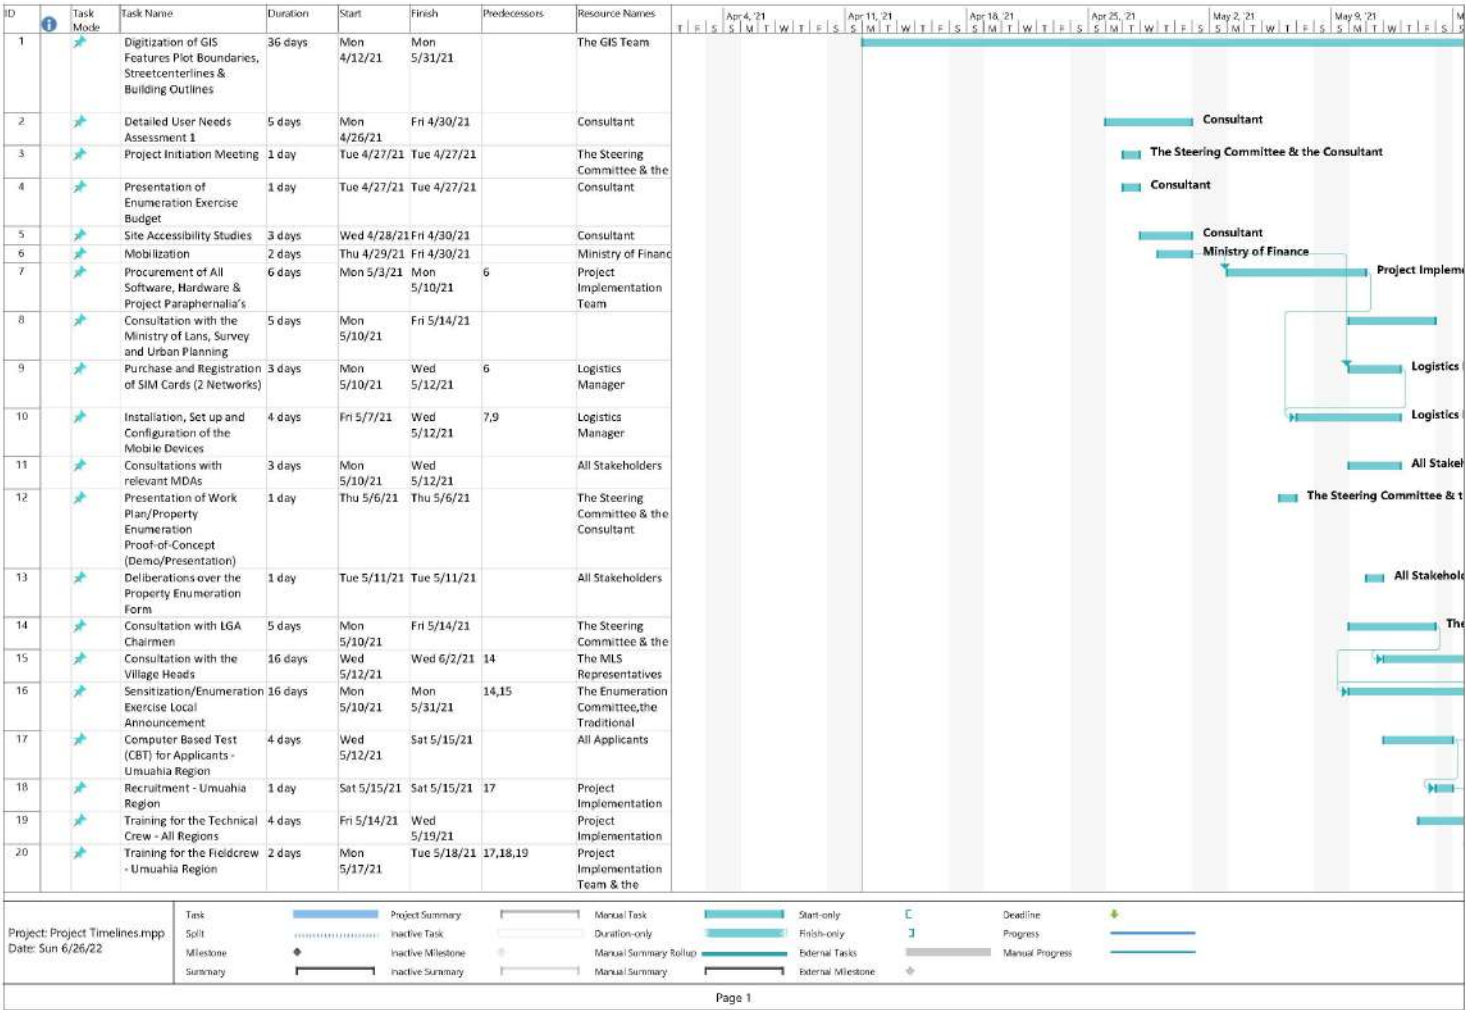 ID Task Mode Task Name Duration Start Finish Predecessors Resource Names
Apr 4, '21 Apr 11, '21 Apr 18, '21 Apr 25, '21 May 2, '21 May 9, '21 M
T F S S M T W T F S S M T W T F S S M T W T F S S M T W T F S S M T W T F S S M T W T F S S
1 Digitization of GIS 36 days Mon Mon The GIS Team
Features Plot Boundaries, 4/12/21 5/31/21
Streetcenterlines &
Building Outlines
2 Detailed User Needs 5 days Mon Fri 4/30/21 Consultant Consultant
Assessment 1 4/26/21
3 Project Initiation Meeting 1 day Tue 4/27/21 Tue 4/27/21 The Steering The Steering Committee & the Consultant
Committee & the
4 Presentation of 1 day Tue 4/27/21 Tue 4/27/21 Consultant Consultant
Enumeration Exercise
Budget
5 Site Accessibility Studies 3 days Wed 4/28/21 Fri 4/30/21 Consultant Consultant
6 Mobilization 2 days Thu 4/29/21 Fri 4/30/21 Ministry of Financ Ministry of Finance
7 Procurement of All 6 days Mon 5/3/21 Mon 6 Project Project Implem
Software, Hardware & 5/10/21 Implementation
Project Paraphernalia's Team
8 Consultation with the 5 days Mon Fri 5/14/21
Ministry of Lans, Survey 5/10/21
and Urban Planning
9 Purchase and Registration 3 days Mon Wed 6 Logistics Logistics
of SIM Cards (2 Networks) 5/10/21 5/12/21 Manager
10 Installation, Set up and 4 days Fri 5/7/21 Wed 7,9 Logistics Logistics
Configuration of the 5/12/21 Manager
Mobile Devices
11 Consultations with 3 days Mon Wed All Stakeholders All Stakeh
relevant MDAs 5/10/21 5/12/21
12 Presentation of Work 1 day Thu 5/6/21 Thu 5/6/21 The Steering The Steering Committee & t
Plan/Property Committee & the
Enumeration Consultant
Proof-of-Concept
(Demo/Presentation)
13 Deliberations over the 1 day Tue 5/11/21 Tue 5/11/21 All Stakeholders All Stakehold
Property Enumeration
Form
14 Consultation with LGA 5 days Mon Fri 5/14/21 The Steering The
Chairmen 5/10/21 Committee & the
15 Consultation with the 16 days Wed Wed 6/2/21 14 The MLS
Village Heads 5/12/21 Representatives
16 Sensitization/Enumeration 16 days Mon Mon 14,15 The Enumeration
Exercise Local 5/10/21 5/31/21 Committee,the
Announcement Traditional
17 Computer Based Test 4 days Wed Sat 5/15/21 All Applicants
(CBT) for Applicants - 5/12/21
Umuahia Region
18 Recruitment - Umuahia 1 day Sat 5/15/21 Sat 5/15/21 17 Project
Region Implementation
19 Training for the Technical 4 days Fri 5/14/21 Wed Project
Crew - All Regions 5/19/21 Implementation
20 Training for the Fieldcrew 2 days Mon Tue 5/18/21 17,18,19 Project
- Umuahia Region 5/17/21 Implementation
Team & the
Project: Project Timelines.mpp
Date: Sun 6/26/22
Task Project Summary Manual Task Start-only Deadline
Split Inactive Task Duration-only Finish-only Progress
Milestone Inactive Milestone Manual Summary Rollup External Tasks Manual Progress
Summary Inactive Summary Manual Summary External Milestone
Page 1